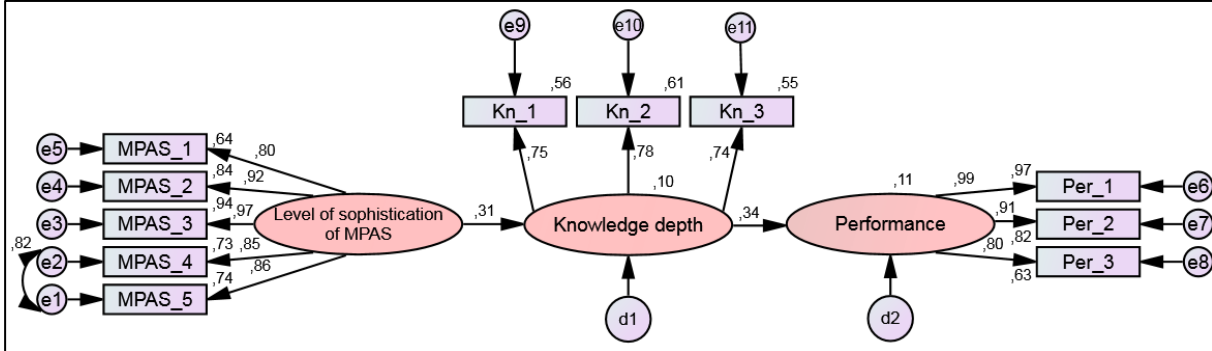 e9
e10
e11
,56
,61
,55
Kn_1
Kn_2
Kn_3
e5
MPAS_1
,64
,80
,75
,78
,74
e4
MPAS_2
,84
,92
,10
,11
,99
,97
Per_1
e6
e3
MPAS_3
,94
,97
Level of sophistication
of MPAS
,31
Knowledge depth
,34
Performance
,91
Per_2
e7
,82
e2
MPAS_4
,73
,85
,80
,82
Per_3
e8
,63
e1
MPAS_5
,74
,86
d1
d2